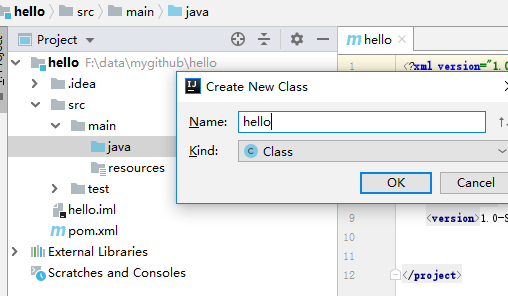 hello > src > main > java
Project
Project
hello
hello F:\data\mygithub\hello
.idea
src
main
java
resources
test
hello.iml
pom.xml
External Libraries
Scratches and Consoles
1
<?xml version="1.0
IJ
Create New Class
Name: hello
Kind: C Class
OK Cancel
9 <version>1.0-S
10
11
12 </project>